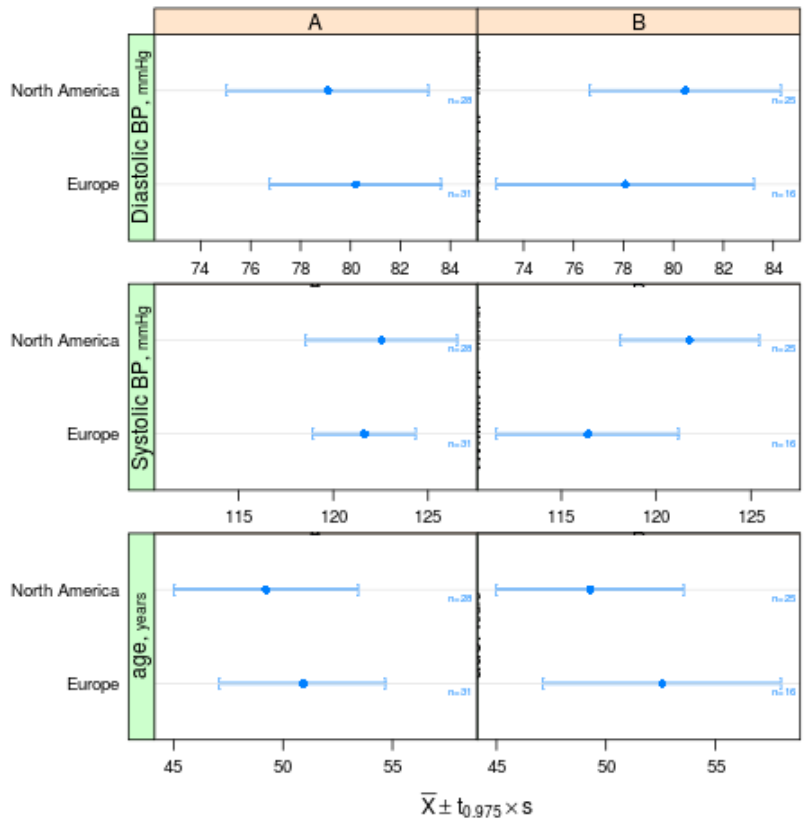 A B
Diastolic BP, mmHg
North America
n=28 n=25
Europe
n=31 n=16
74 76 78 80 82 84 74 76 78 80 82 84
Systolic BP, mmHg
North America
n=28 n=25
Europe
n=31 n=16
115 120 125 115 120 125
age, years
North America
n=28 n=25
Europe
n=31 n=16
45 50 55 45 50 55
X̅ ± t0.975 × s